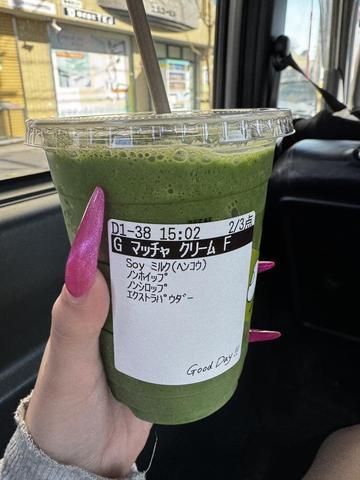 D1-38 15:02 2/3点
G マッチャ クリーム F
Soy ミルク(ヘンコウ)
ノンホイップ
ノンシロップ
エクストラパウダー
Good Day!!